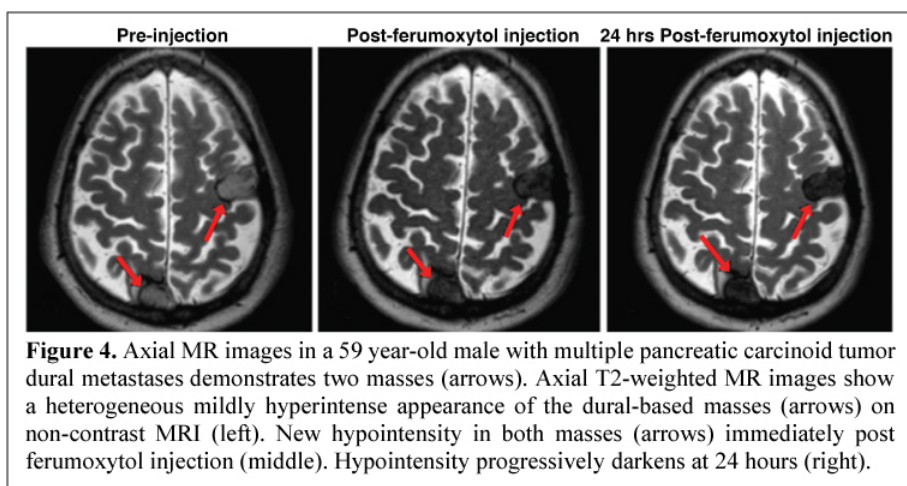 Pre-injection
Post-ferumoxytol injection
24 hrs Post-ferumoxytol injection
Figure 4. Axial MR images in a 59 year-old male with multiple pancreatic carcinoid tumor
dural metastases demonstrates two masses (arrows). Axial T2-weighted MR images show
a heterogeneous mildly hyperintense appearance of the dural-based masses (arrows) on
non-contrast MRI (left). New hypointensity in both masses (arrows) immediately post
ferumoxytol injection (middle). Hypointensity progressively darkens at 24 hours (right).